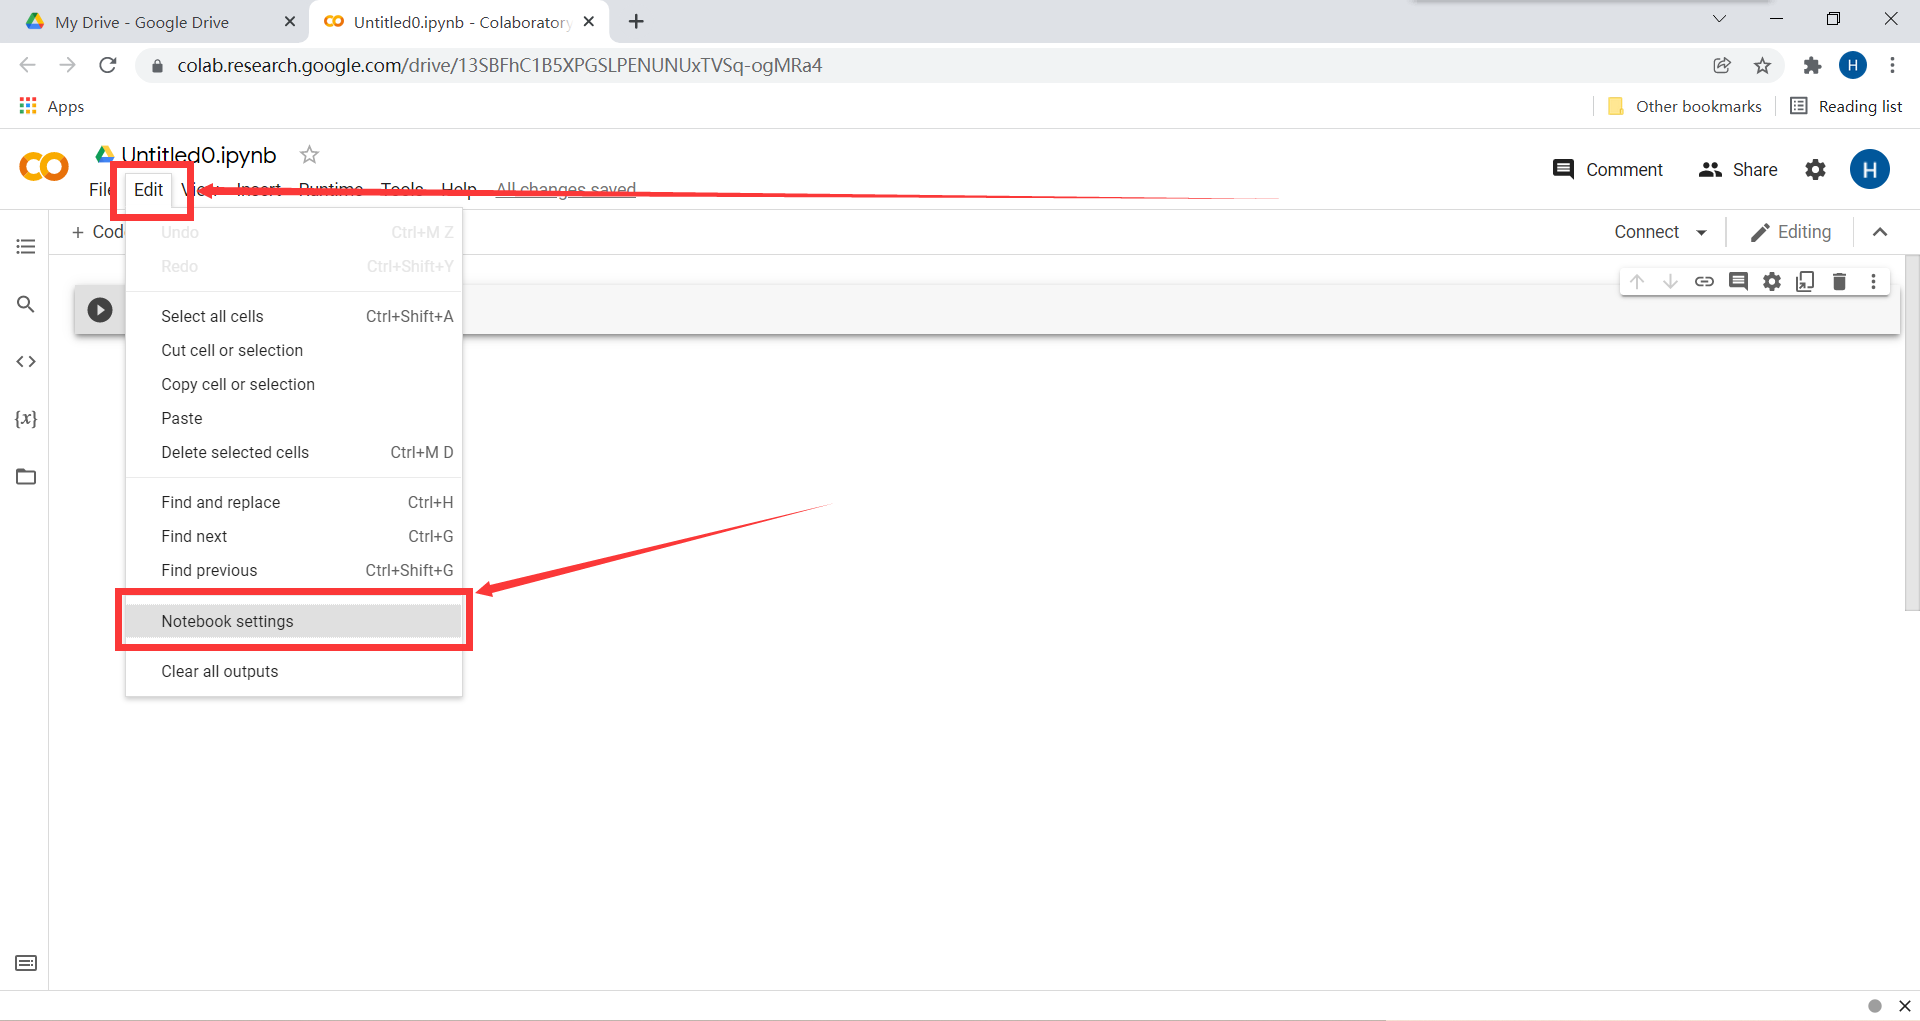 My Drive - Google Drive
Untitled0.ipynb - Colaboratory
colab.research.google.com/drive/13SBFhC1B5XPGSLPENUNUxTVSq-ogMRa4
H
Apps
Other bookmarks
Reading list
Untitled0.ipynb
File Edit View Insert Runtime Tools Help All changes saved
Comment
Share
H
+ Cod
Connect
Editing
Undo Ctrl+M Z
Redo Ctrl+Shift+Y
Select all cells Ctrl+Shift+A
Cut cell or selection
Copy cell or selection
Paste
Delete selected cells Ctrl+M D
Find and replace Ctrl+H
Find next Ctrl+G
Find previous Ctrl+Shift+G
Notebook settings
Clear all outputs
{x}